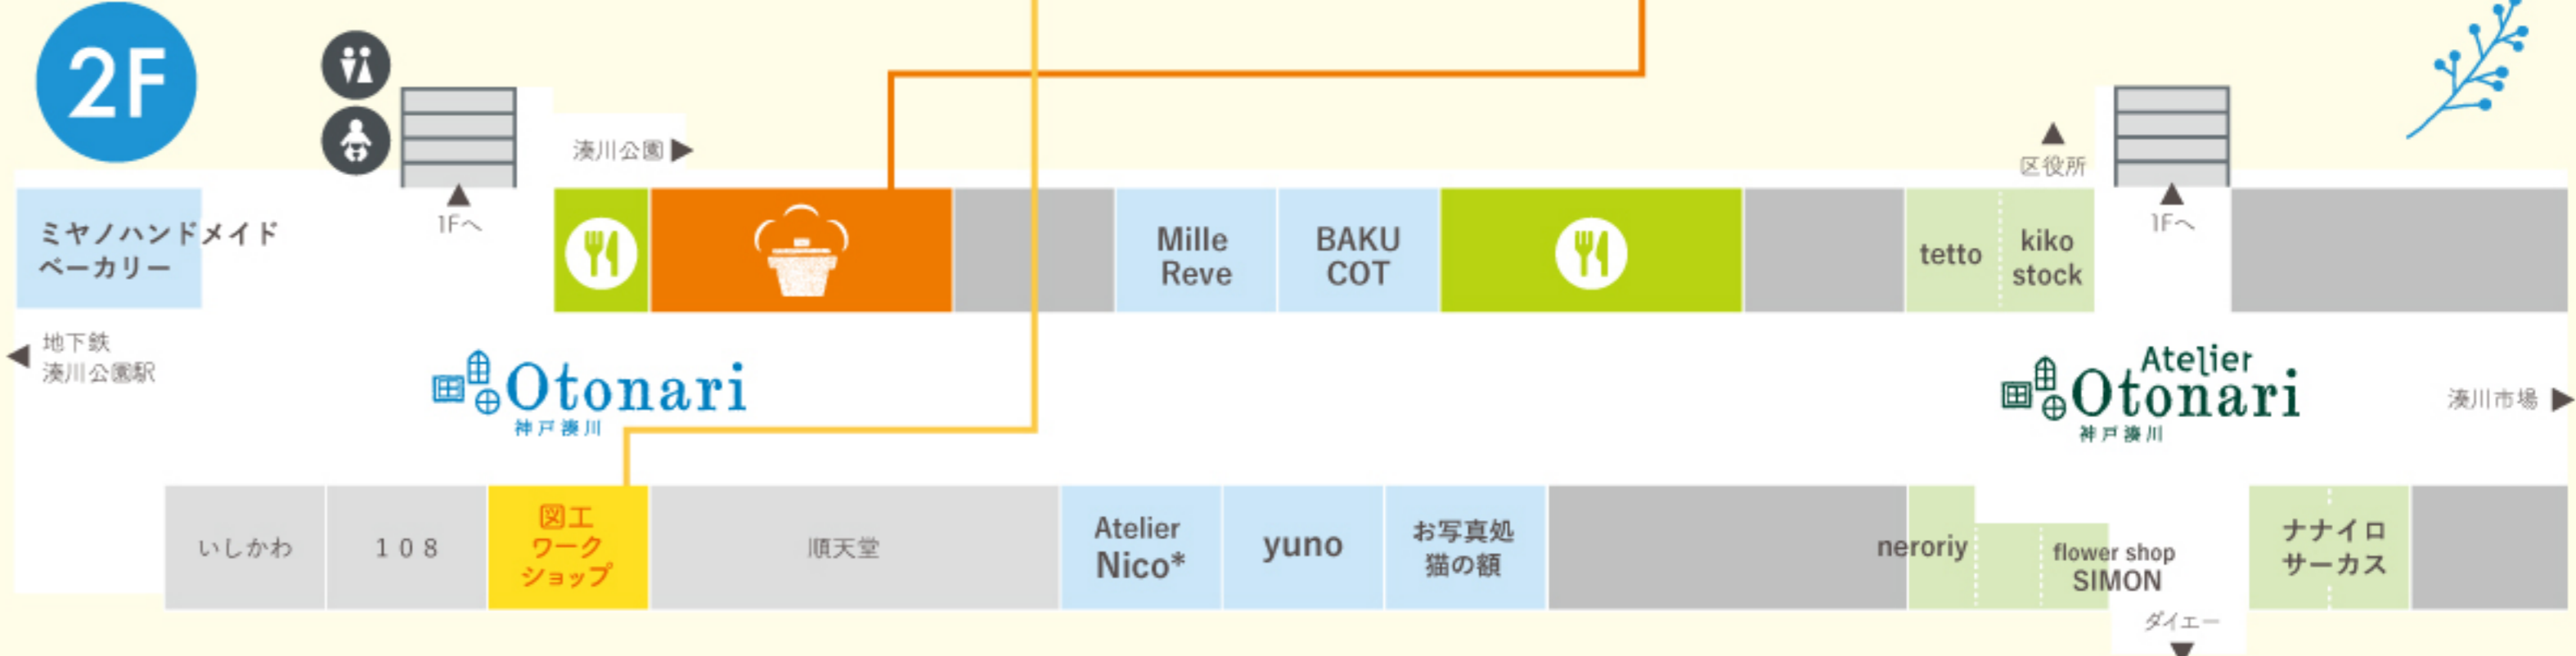 2F
湊川公園
区役所
1Fへ
1Fへ
ミヤノハンドメイド
ベーカリー
Mille
Reve
BAKU
COT
tetto
kiko
stock
地下鉄
湊川公園駅
Otonari
神戸湊川
Atelier
Otonari
神戸湊川
湊川市場
いしかわ
108
図工
ワーク
ショップ
順天堂
Atelier
Nico*
yuno
お写真処
猫の額
neroriy
flower shop
SIMON
ナナイロ
サーカス
ダイエー